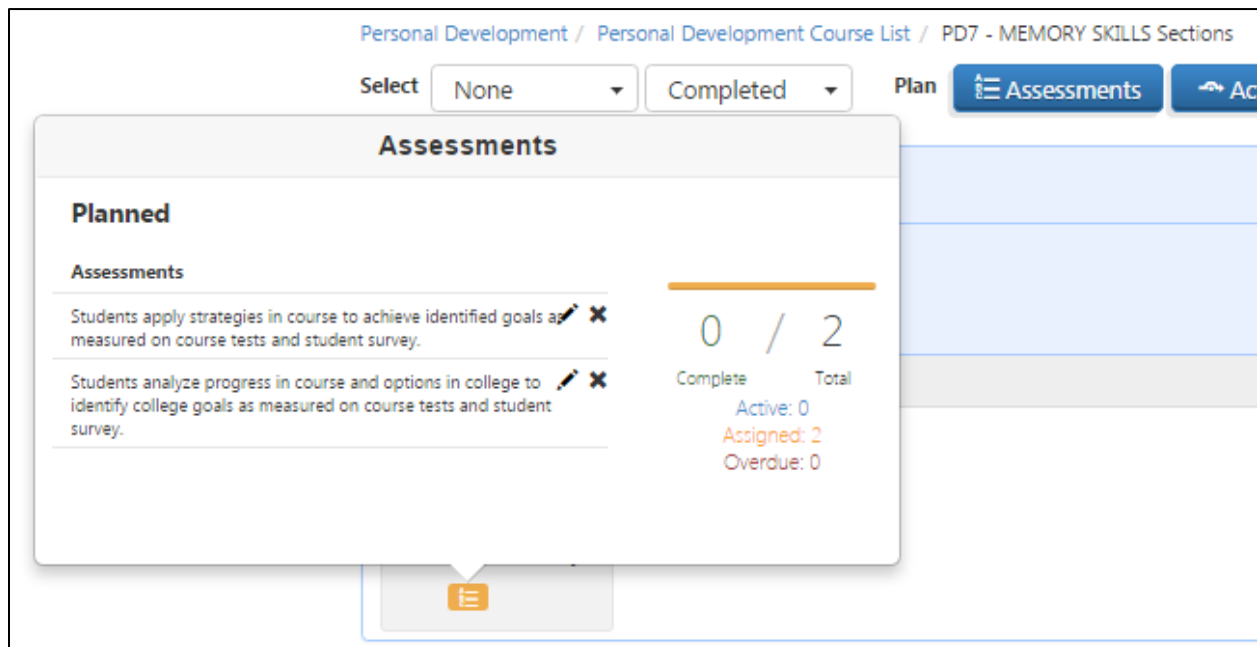 Personal Development / Personal Development Course List / PD7 - MEMORY SKILLS Sections
Select None Completed Plan Assessments Ac
Assessments
Planned
Assessments
Students apply strategies in course to achieve identified goals as
measured on course tests and student survey.
Students analyze progress in course and options in college to
identify college goals as measured on course tests and student
survey.
0 / 2
Complete Total
Active: 0
Assigned: 2
Overdue: 0